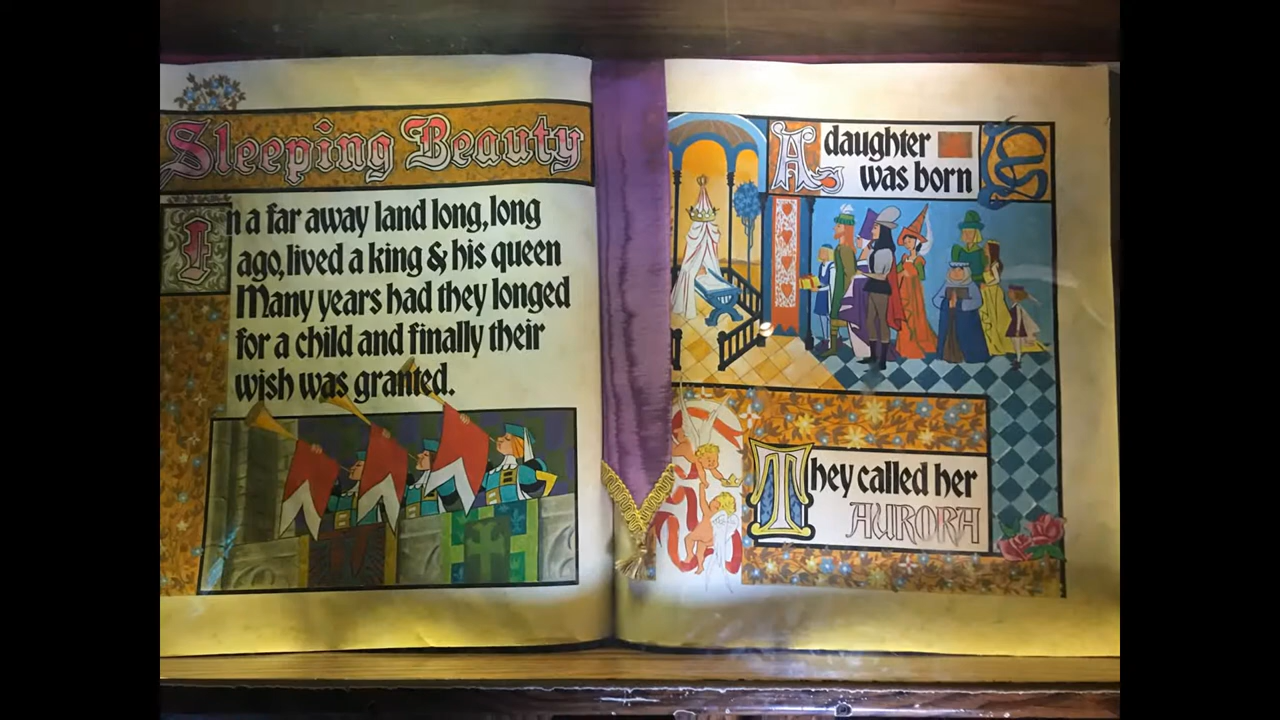 Sleeping Beauty
In a far away land long, long
ago, lived a king & his queen
Many years had they longed
for a child and finally their
wish was granted.
A daughter
was born
They called her
AURORA